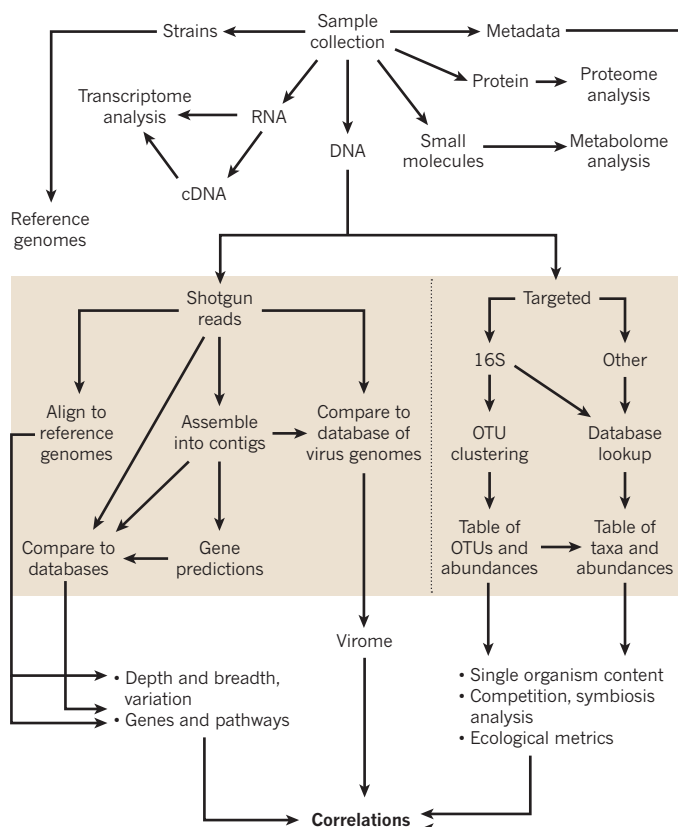 Strains
Sample
collection
Metadata
Transcriptome
analysis
RNA
cDNA
DNA
Protein
Proteome
analysis
Small
molecules
Metabolome
analysis
Reference
genomes
Shotgun
reads
Targeted
16S
Other
Align to
reference
genomes
Assemble
into contigs
Compare to
database of
virus genomes
OTU
clustering
Database
lookup
Compare to
databases
Gene
predictions
Table of
OTUs and
abundances
Table of
taxa and
abundances
Virome
• Depth and breadth,
variation
• Genes and pathways
• Single organism content
• Competition, symbiosis
analysis
• Ecological metrics
Correlations